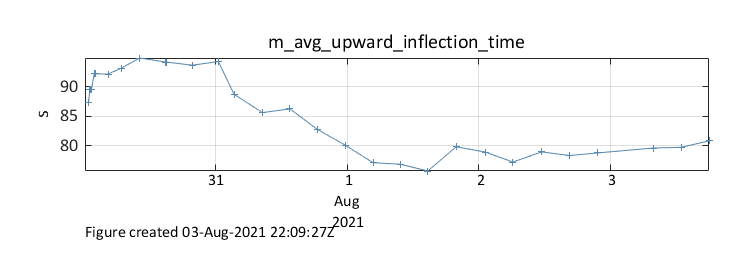 m_avg_upward_inflection_time
s
90
85
80
31 1 2 3
Aug
2021
Figure created 03-Aug-2021 22:09:27Z